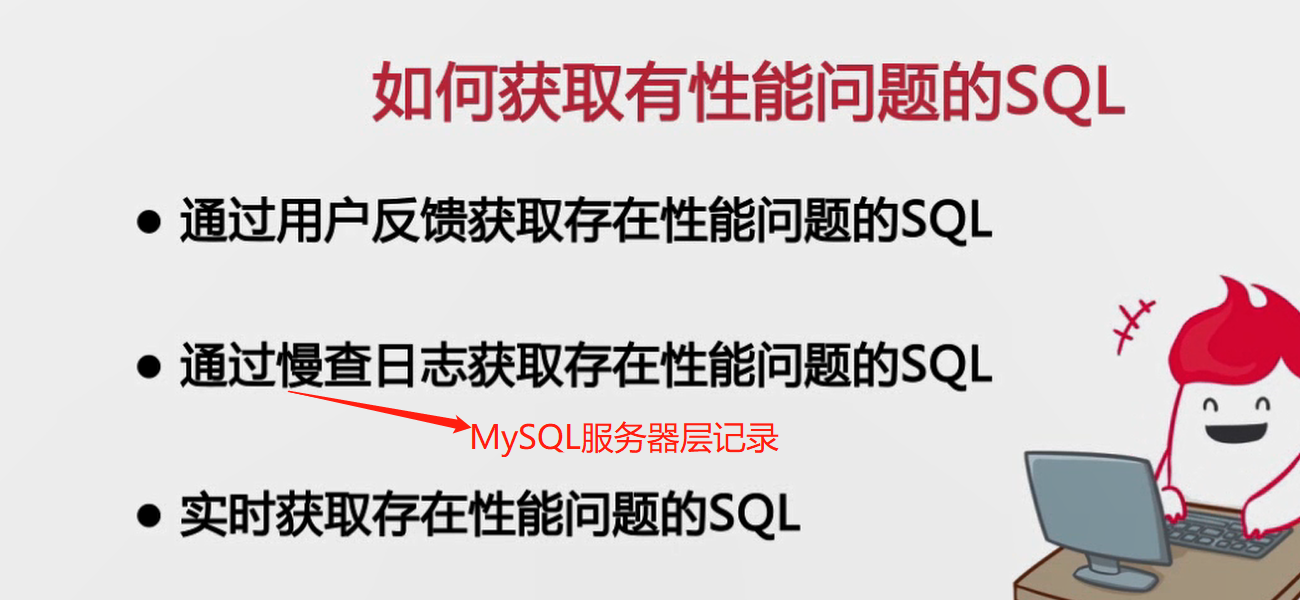 如何获取有性能问题的SQL
● 通过用户反馈获取存在性能问题的SQL
● 通过慢查日志获取存在性能问题的SQL
MySQL服务器层记录
● 实时获取存在性能问题的SQL